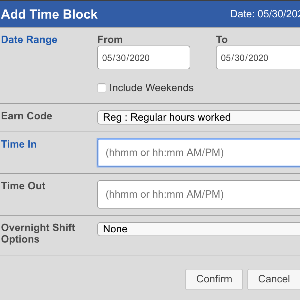 Add Time Block Date: 05/30/202
Date Range From To
05/30/2020 05/30/2020
Include Weekends
Earn Code Reg : Regular hours worked
Time In (hhmm or hh:mm AM/PM)
Time Out (hhmm or hh:mm AM/PM)
Overnight Shift None
Options
Confirm Cancel